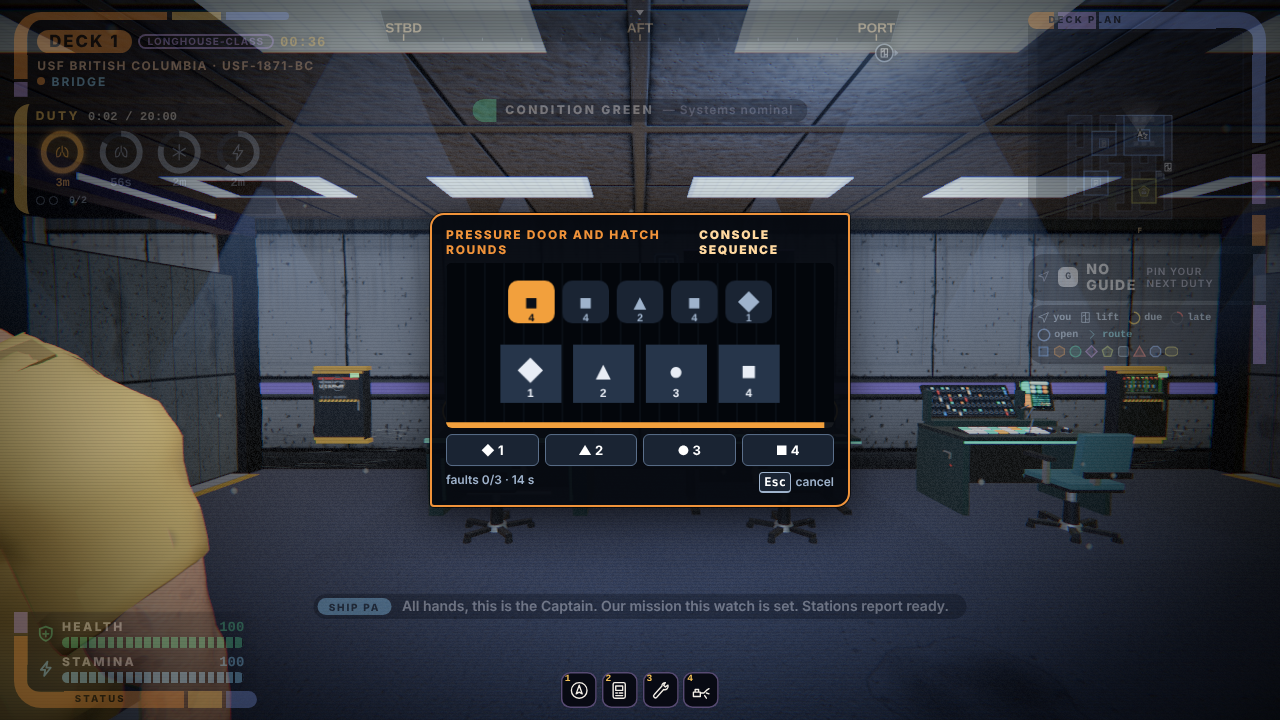 STBD AFT PORT
DECK PLAN
DECK 1 LONGHOUSE-CLASS 00:36
USF BRITISH COLUMBIA · USF-1871-BC
BRIDGE
CONDITION GREEN — Systems nominal
DUTY 0:02 / 20:00
3m 56s 2m 2m
0/2
F
G NO GUIDE PIN YOUR NEXT DUTY
you lift due late
open route
PRESSURE DOOR AND HATCH ROUNDS
CONSOLE SEQUENCE
4 4 2 4 1
1 2 3 4
1 2 3 4
faults 0/3 · 14 s
Esc cancel
SHIP PA All hands, this is the Captain. Our mission this watch is set. Stations report ready.
HEALTH 100
STAMINA 100
STATUS
1 2 3 4